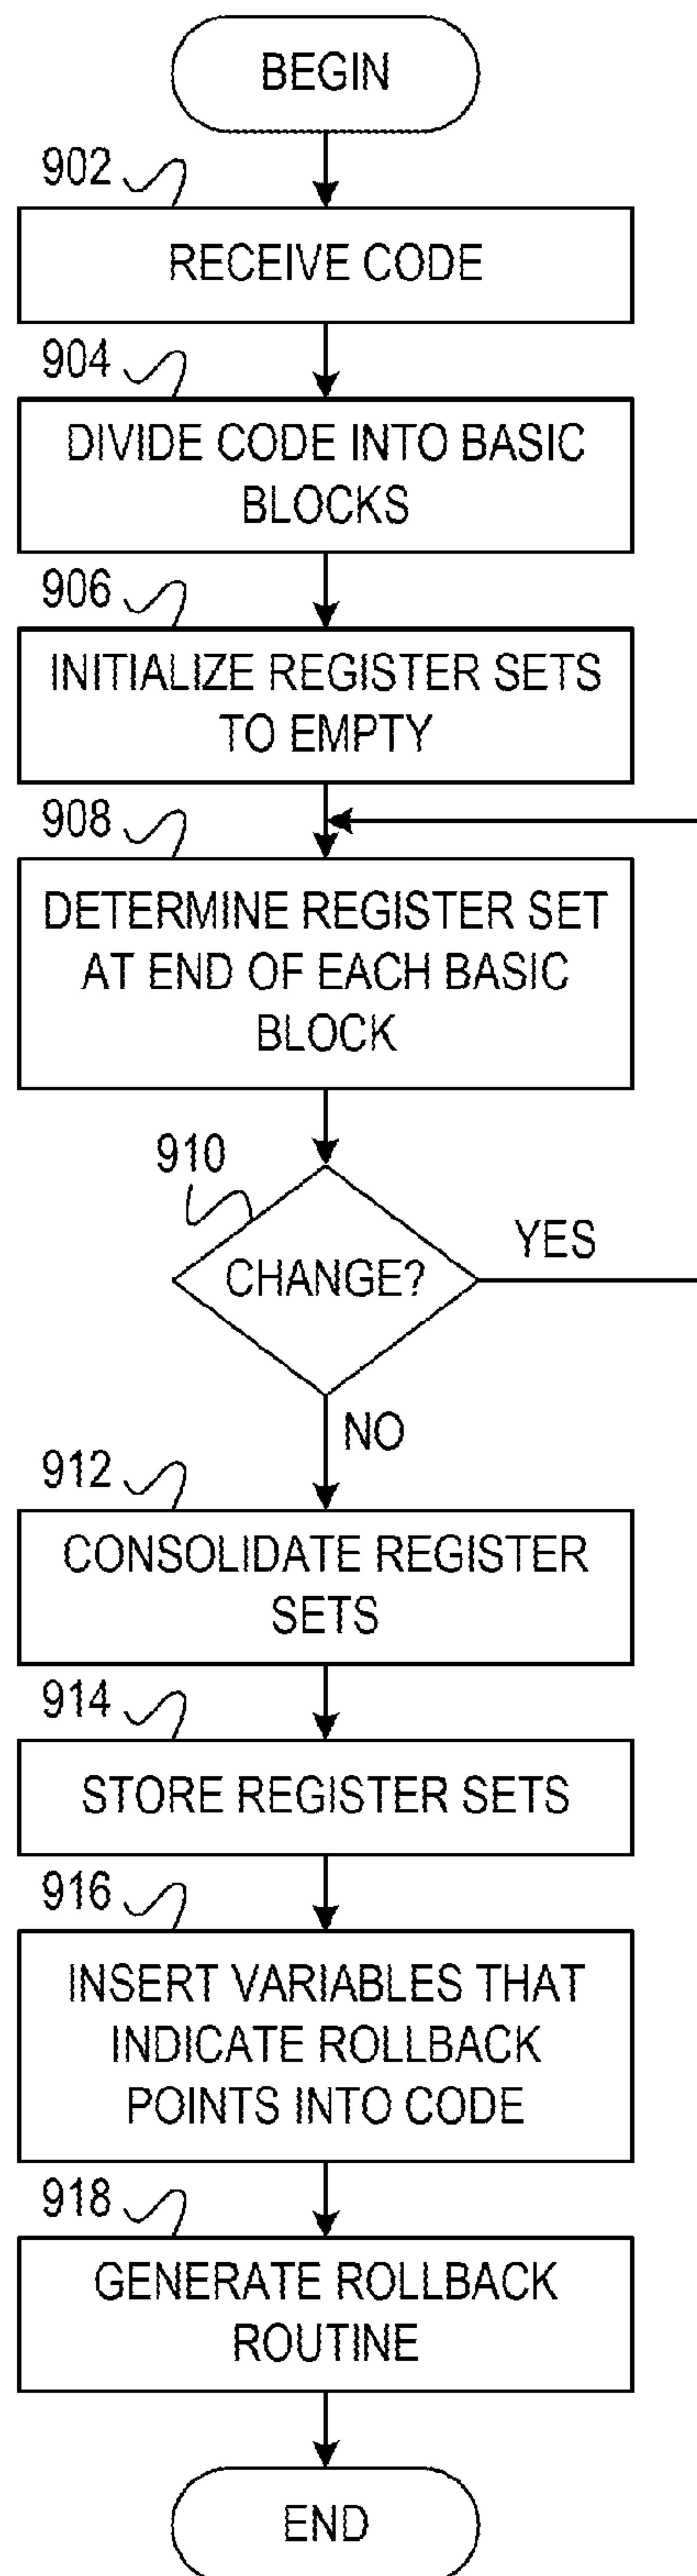 BEGIN
902
RECEIVE CODE
904
DIVIDE CODE INTO BASIC
BLOCKS
906
INITIALIZE REGISTER SETS
TO EMPTY
908
DETERMINE REGISTER SET
AT END OF EACH BASIC
BLOCK
910
CHANGE?
YES
NO
912
CONSOLIDATE REGISTER
SETS
914
STORE REGISTER SETS
916
INSERT VARIABLES THAT
INDICATE ROLLBACK
POINTS INTO CODE
918
GENERATE ROLLBACK
ROUTINE
END